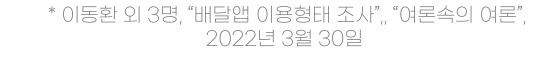 * 이동환 외 3명, “배달앱 이용형태 조사”,, “여론속의 여론”,
2022년 3월 30일